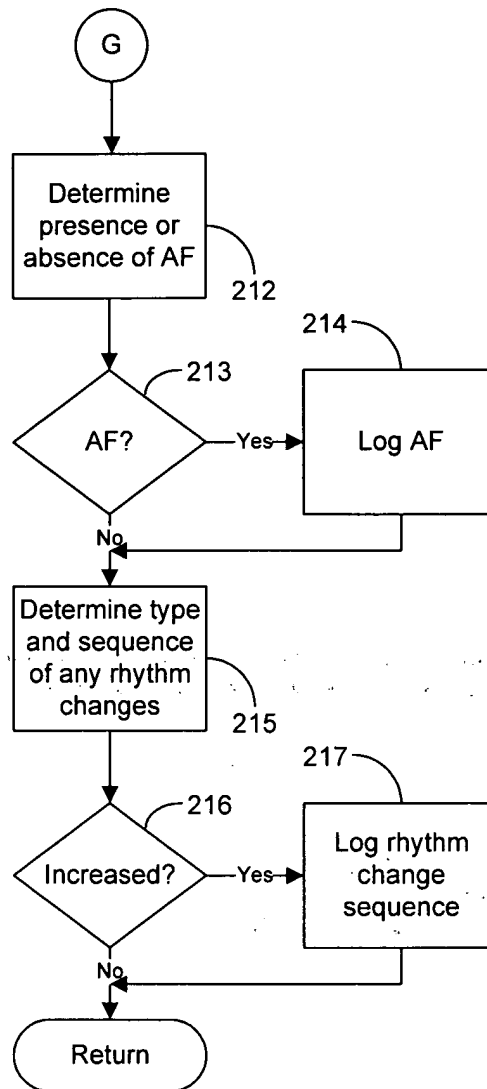 G
Determine
presence or
absence of AF
212
214
213
AF?
Yes
Log AF
No
Determine type
and sequence
of any rhythm
changes
215
217
216
Increased?
Yes
Log rhythm
change
sequence
No
Return